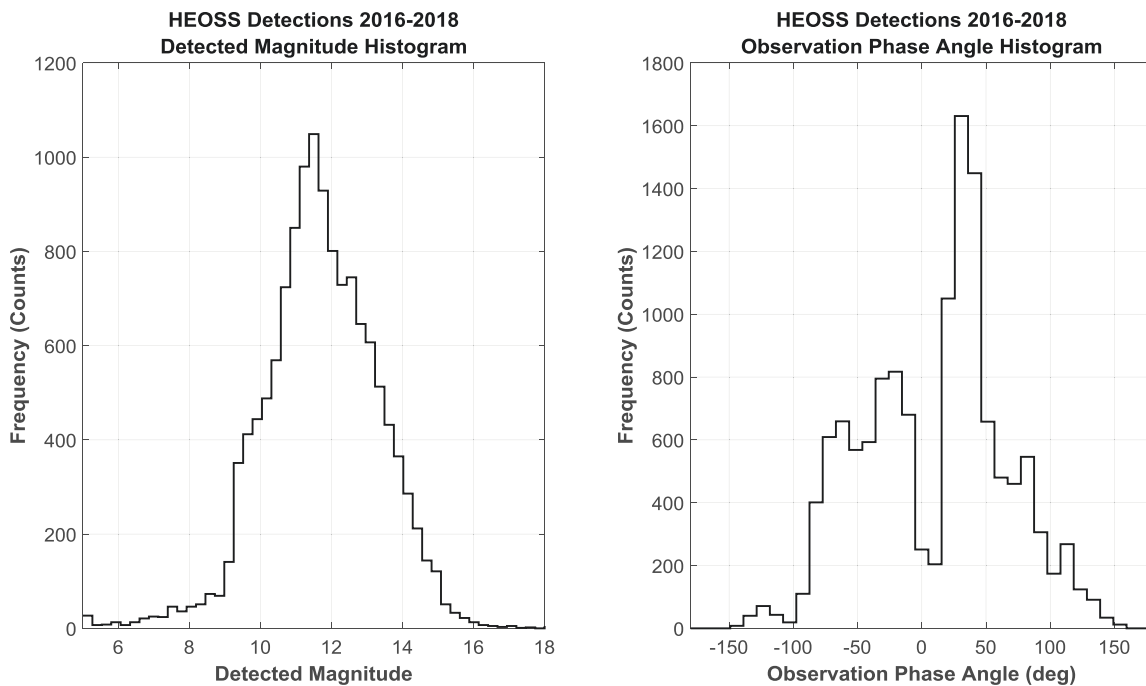 HEOSS Detections 2016-2018
Detected Magnitude Histogram
1200
1000
800
600
400
200
0
Frequency (Counts)
6 8 10 12 14 16 18
Detected Magnitude
HEOSS Detections 2016-2018
Observation Phase Angle Histogram
1800
1600
1400
1200
1000
800
600
400
200
0
Frequency (Counts)
-150 -100 -50 0 50 100 150
Observation Phase Angle (deg)